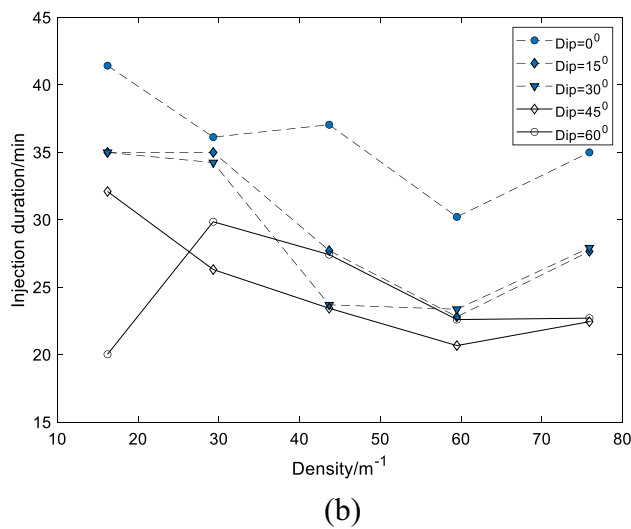 45
40
35
30
25
20
15
10
20
30
40
50
60
70
80
Injection duration/min
Density/m⁻¹
Dip=0⁰
Dip=15⁰
Dip=30⁰
Dip=45⁰
Dip=60⁰
(b)